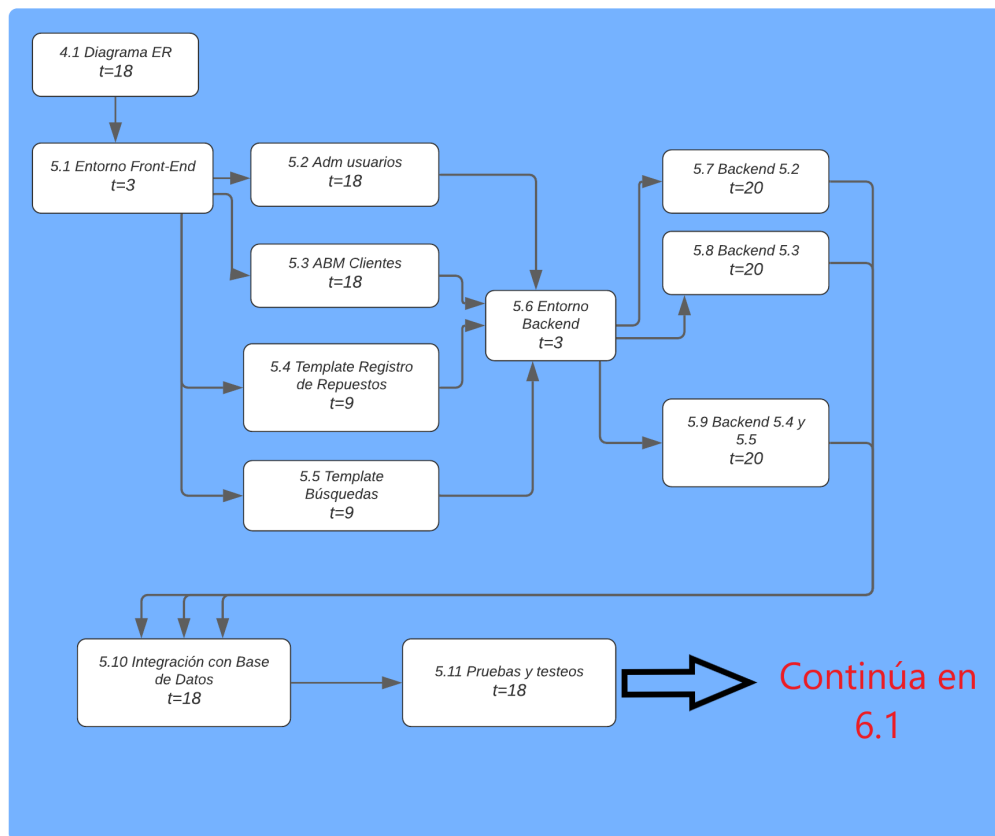 4.1 Diagrama ER
t=18
5.1 Entorno Front-End
t=3
5.2 Adm usuarios
t=18
5.3 ABM Clientes
t=18
5.4 Template Registro
de Repuestos
t=9
5.5 Template
Búsquedas
t=9
5.6 Entorno
Backend
t=3
5.7 Backend 5.2
t=20
5.8 Backend 5.3
t=20
5.9 Backend 5.4 y
5.5
t=20
5.10 Integración con Base
de Datos
t=18
5.11 Pruebas y testeos
t=18
Continúa en
6.1